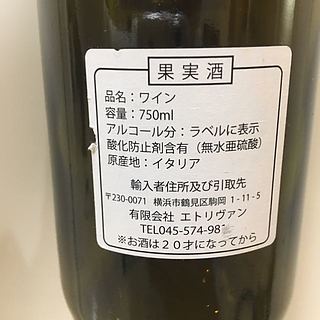 果実酒
品名：ワイン
容量：750ml
アルコール分：ラベルに表示
酸化防止剤含有（無水亜硫酸）
原産地：イタリア
輸入者住所及び引取先
〒230-0071 横浜市鶴見区駒岡 1-11-5
有限会社 エトリヴァン
TEL045-574-98
※お酒は２０才になってから